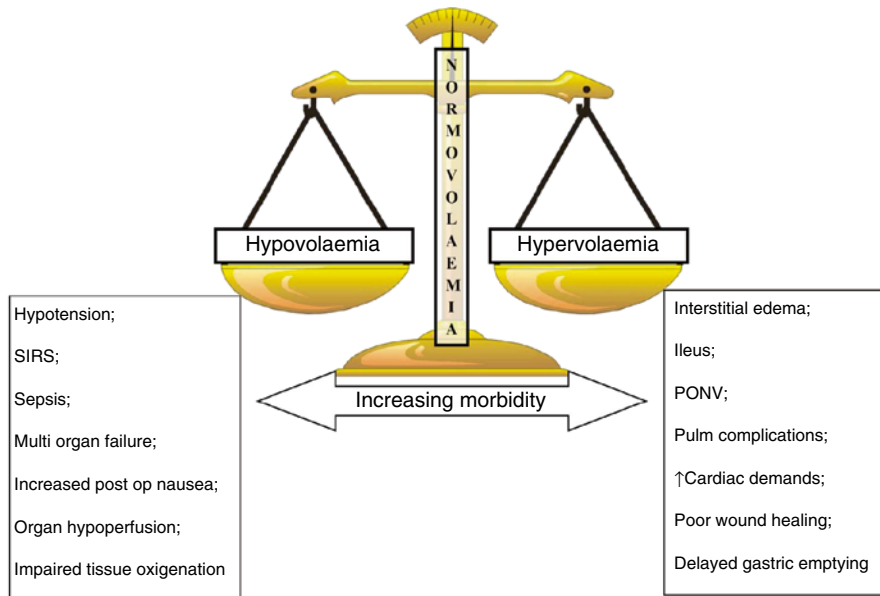 NORMOVOLAEMIA
Hypovolaemia
Hypervolaemia
Hypotension;
SIRS;
Sepsis;
Multi organ failure;
Increased post op nausea;
Organ hypoperfusion;
Impaired tissue oxigenation
Increasing morbidity
Interstitial edema;
Ileus;
PONV;
Pulm complications;
↑Cardiac demands;
Poor wound healing;
Delayed gastric emptying